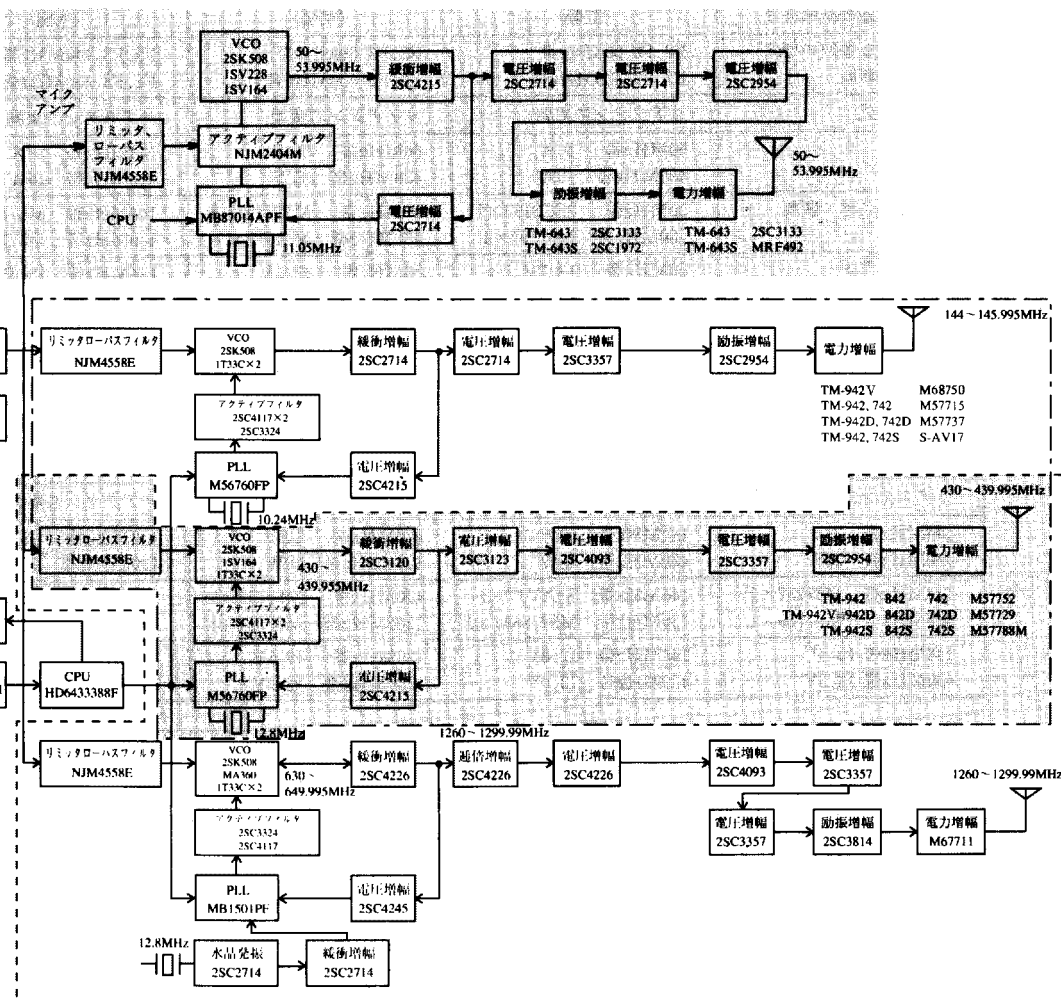 VCO
2SK508
1SV228
1SV164
50～
53.995MHz
緩衝増幅
2SC4215
電圧増幅
2SC2714
電圧増幅
2SC2714
電圧増幅
2SC2954
マイク
アンプ
リミッタ、
ローパス
フィルタ
NJM4558E
アクティブフィルタ
NJM2404M
PLL
MB87014APF
CPU
11.05MHz
電圧増幅
2SC2714
励振増幅
電力増幅
50～
53.995MHz
TM-643 2SC3133
TM-643S 2SC1972
TM-643 2SC3133
TM-643S MRF492
リミッタローパスフィルタ
NJM4558E
VCO
2SK508
1T33C×2
緩衝増幅
2SC2714
電圧増幅
2SC2714
電圧増幅
2SC3357
励振増幅
2SC2954
電力増幅
144～145.995MHz
TM-942V M68750
TM-942, 742 M57715
TM-942D, 742D M57737
TM-942, 742S S-AV17
アクティブフィルタ
2SC4117×2
2SC3324
PLL
M56760FP
電圧増幅
2SC4215
10.24MHz
430～439.995MHz
リミッタローパスフィルタ
NJM4558E
VCO
2SK508
1SV164
1T33C×2
430～
439.955MHz
緩衝増幅
2SC3120
電圧増幅
2SC3123
電圧増幅
2SC4093
電圧増幅
2SC3357
励振増幅
2SC2954
電力増幅
TM-942 842 742 M57752
TM-942V 942D 842D 742D M57729
TM-942S 842S 742S M57788M
アクティブフィルタ
2SC4117×2
2SC3324
CPU
HD6433388F
PLL
M56760FP
電圧増幅
2SC4215
12.8MHz
リミッタローパスフィルタ
NJM4558E
VCO
2SK508
MA360
1T33C×2
630～
649.995MHz
緩衝増幅
2SC4226
1260～1299.99MHz
逓倍増幅
2SC4226
電圧増幅
2SC4226
電圧増幅
2SC4093
電圧増幅
2SC3357
1260～1299.99MHz
アクティブフィルタ
2SC3324
2SC4117
電圧増幅
2SC3357
励振増幅
2SC3814
電力増幅
M67711
PLL
MB1501PF
電圧増幅
2SC4245
12.8MHz
水晶発振
2SC2714
緩衝増幅
2SC2714